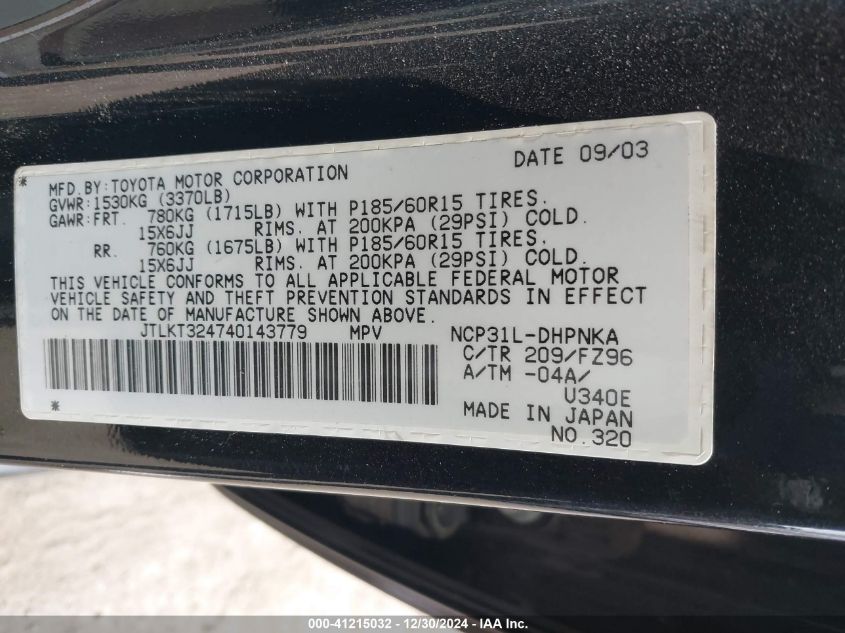 DATE 09/03
MFD. BY: TOYOTA MOTOR CORPORATION
GVWR: 1530KG (3370LB)
GAWR: FRT. 780KG (1715LB) WITH P185/60R15 TIRES.
15X6JJ RIMS. AT 200KPA (29PSI) COLD.
RR. 760KG (1675LB) WITH P185/60R15 TIRES.
15X6JJ RIMS. AT 200KPA (29PSI) COLD.
THIS VEHICLE CONFORMS TO ALL APPLICABLE FEDERAL MOTOR
VEHICLE SAFETY AND THEFT PREVENTION STANDARDS IN EFFECT
ON THE DATE OF MANUFACTURE SHOWN ABOVE.
JTLKT324740143779 MPV NCP31L-DHPNKA
C/TR 209/FZ96
A/TM -04A/
U340E
MADE IN JAPAN
NO.320
000-41215032 - 12/30/2024 - IAA Inc.